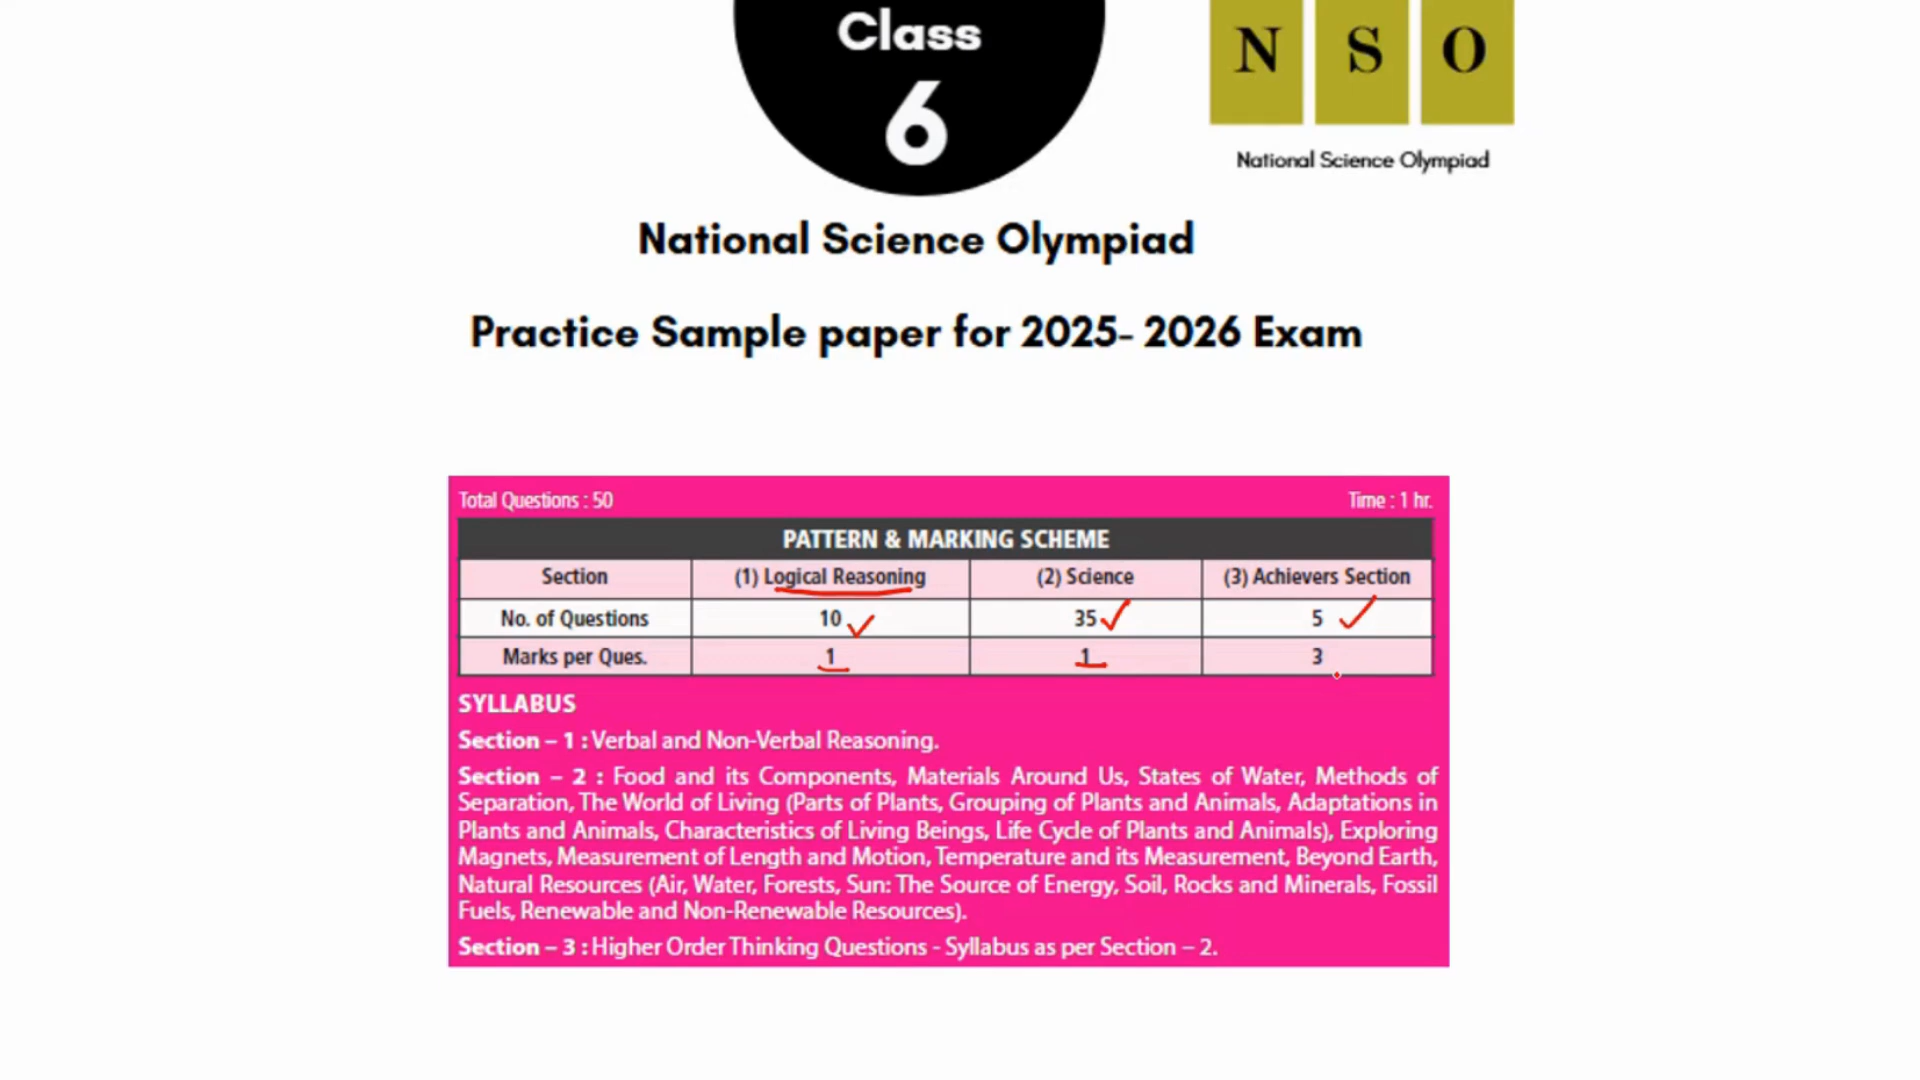 Class
6
N S O
National Science Olympiad
National Science Olympiad
Practice Sample paper for 2025- 2026 Exam
Total Questions : 50 Time : 1 hr.
PATTERN & MARKING SCHEME
Section (1) Logical Reasoning (2) Science (3) Achievers Section
No. of Questions 10 35 5
Marks per Ques. 1 1 3
SYLLABUS
Section – 1 : Verbal and Non-Verbal Reasoning.
Section – 2 : Food and its Components, Materials Around Us, States of Water, Methods of
Separation, The World of Living (Parts of Plants, Grouping of Plants and Animals, Adaptations in
Plants and Animals, Characteristics of Living Beings, Life Cycle of Plants and Animals), Exploring
Magnets, Measurement of Length and Motion, Temperature and its Measurement, Beyond Earth,
Natural Resources (Air, Water, Forests, Sun: The Source of Energy, Soil, Rocks and Minerals, Fossil
Fuels, Renewable and Non-Renewable Resources).
Section – 3 : Higher Order Thinking Questions - Syllabus as per Section – 2.